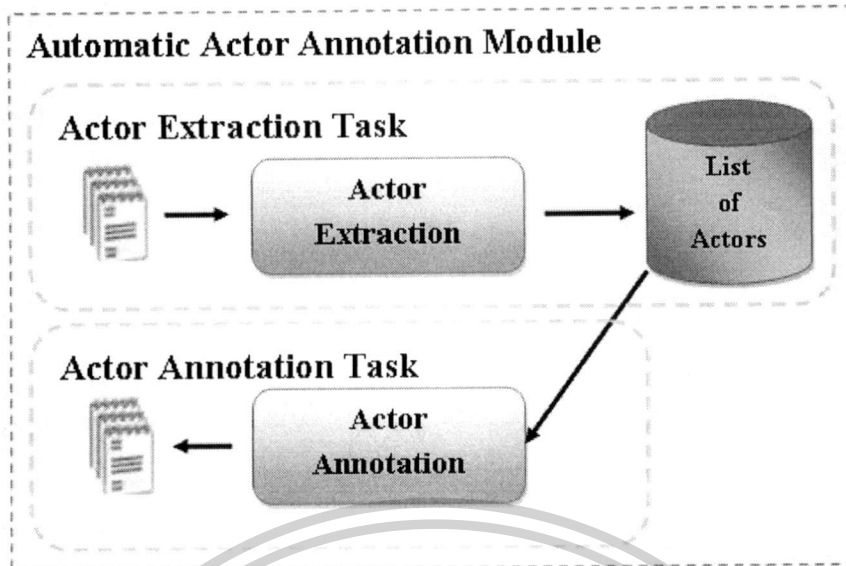 Automatic Actor Annotation Module
Actor Extraction Task
Actor
Extraction
List
of
Actors
Actor Annotation Task
Actor
Annotation